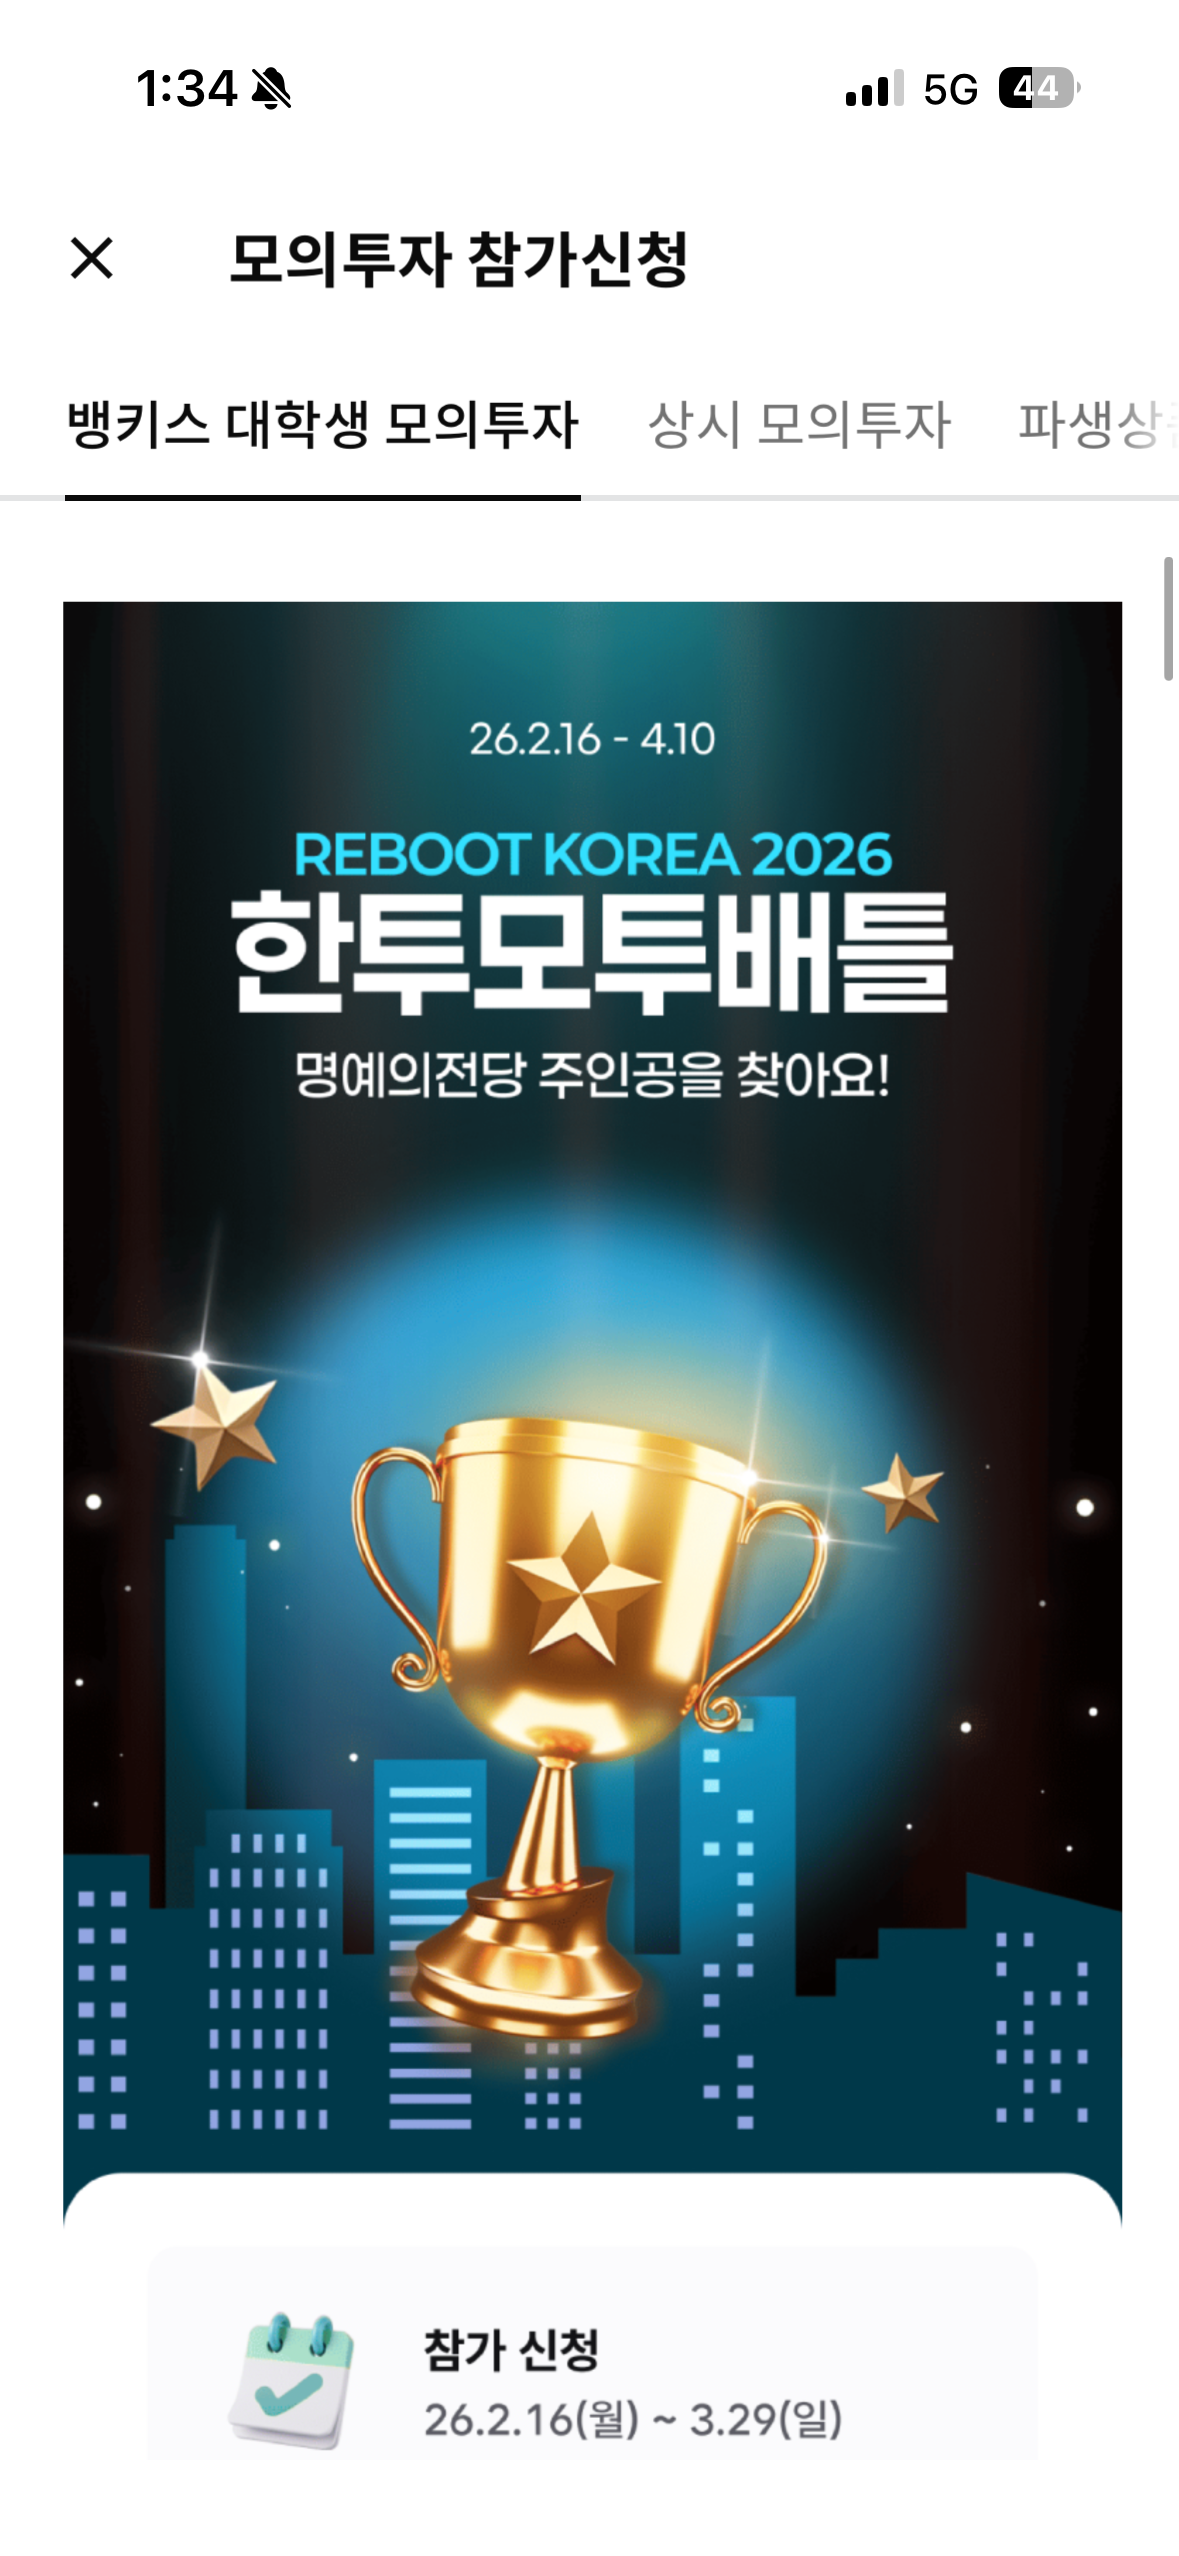 1:34
5G
44
모의투자 참가신청
뱅키스 대학생 모의투자 상시 모의투자 파생상
26.2.16 - 4.10
REBOOT KOREA 2026
한투모투배틀
명예의전당 주인공을 찾아요!
참가 신청
26.2.16(월) ~ 3.29(일)